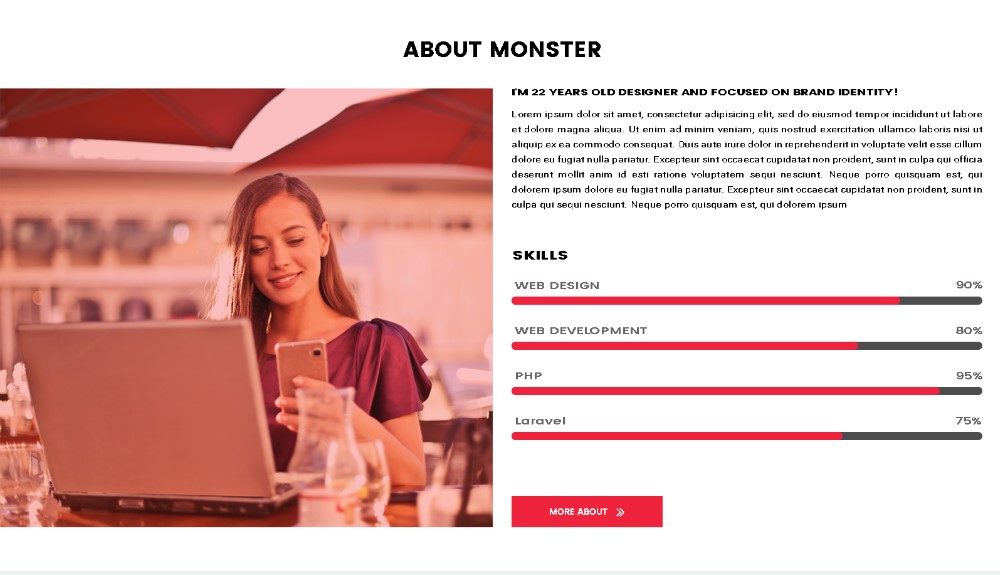 ABOUT MONSTER
I'M 22 YEARS OLD DESIGNER AND FOCUSED ON BRAND IDENTITY!
Lorem ipsum dolor sit amet, consectetur adipisicing elit, sed do eiusmod tempor incididunt ut labore
et dolore magna aliqua. Ut enim ad minim veniam, quis nostrud exercitation ullamco laboris nisi ut
aliquip ex ea commodo consequat. Duis aute irure dolor in reprehenderit in voluptate velit esse cillum
dolore eu fugiat nulla pariatur. Excepteur sint occaecat cupidatat non proident, sunt in culpa qui officia
deserunt mollit anim id esti ratione voluptatem sequi nesciunt. Neque porro quisquam est, qui
dolorem ipsum dolore eu fugiat nulla pariatur. Excepteur sint occaecat cupidatat non proident, sunt in
culpa qui sequi nesciunt. Neque porro quisquam est, qui dolorem ipsum
SKILLS
WEB DESIGN 90%
WEB DEVELOPMENT 80%
PHP 95%
Laravel 75%
MORE ABOUT